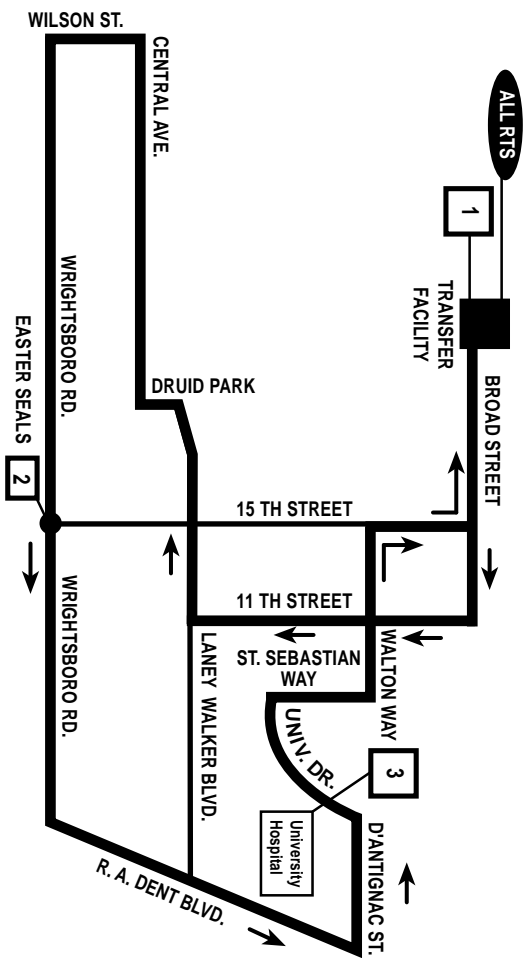 WILSON ST.
CENTRAL AVE.
ALL RTS
1
TRANSFER
FACILITY
WRIGHTSBORO RD.
EASTER SEALS
2
DRUID PARK
BROAD STREET
15 TH STREET
11 TH STREET
WRIGHTSBORO RD.
LANEY WALKER BLVD.
ST. SEBASTIAN
WAY
WALTON WAY
UNIV. DR.
3
University
Hospital
D'ANTIGNAC ST.
R. A. DENT BLVD.